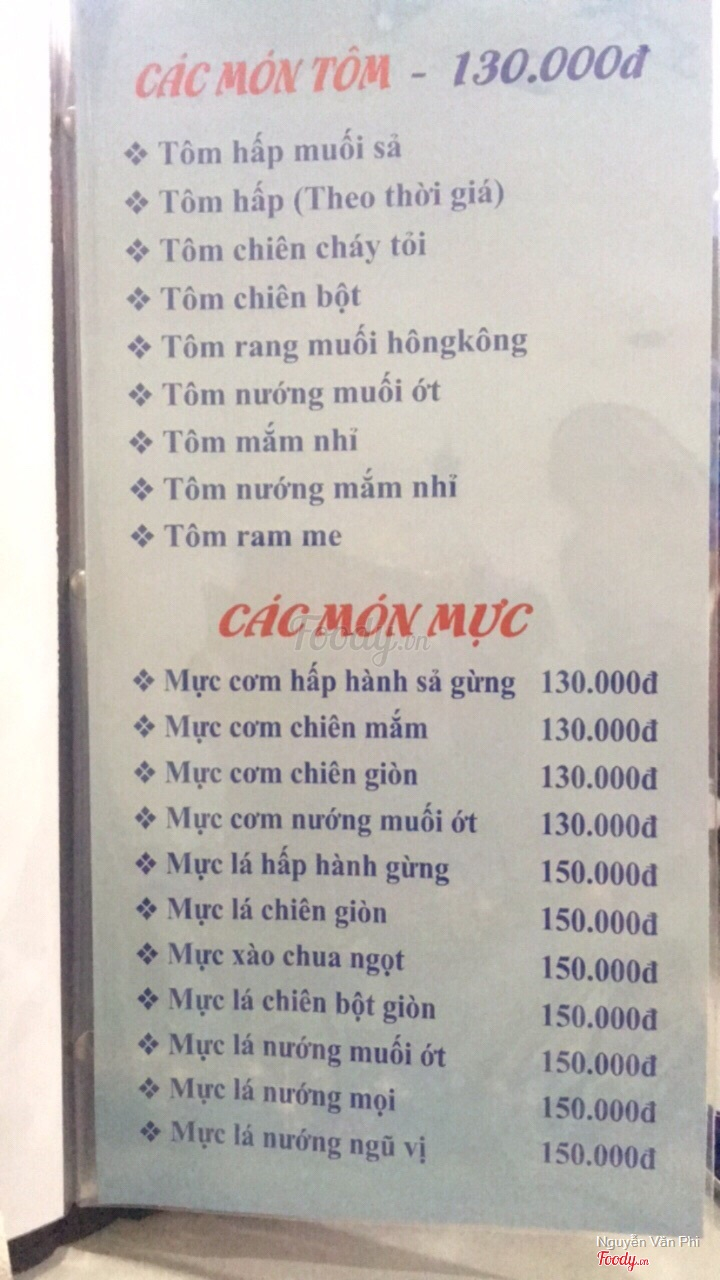 CÁC MÓN TÔM - 130.000đ
❖ Tôm hấp muối sả
❖ Tôm hấp (Theo thời giá)
❖ Tôm chiên cháy tỏi
❖ Tôm chiên bột
❖ Tôm rang muối hôngkông
❖ Tôm nướng muối ớt
❖ Tôm mắm nhỉ
❖ Tôm nướng mắm nhỉ
❖ Tôm ram me
CÁC MÓN MỰC
Foody.vn
❖ Mực cơm hấp hành sả gừng 130.000đ
❖ Mực cơm chiên mắm 130.000đ
❖ Mực cơm chiên giòn 130.000đ
❖ Mực cơm nướng muối ớt 130.000đ
❖ Mực lá hấp hành gừng 150.000đ
❖ Mực lá chiên giòn 150.000đ
❖ Mực xào chua ngọt 150.000đ
❖ Mực lá chiên bột giòn 150.000đ
❖ Mực lá nướng muối ớt 150.000đ
❖ Mực lá nướng mọi 150.000đ
❖ Mực lá nướng ngũ vị 150.000đ
Nguyễn Văn Phi
Foody.vn